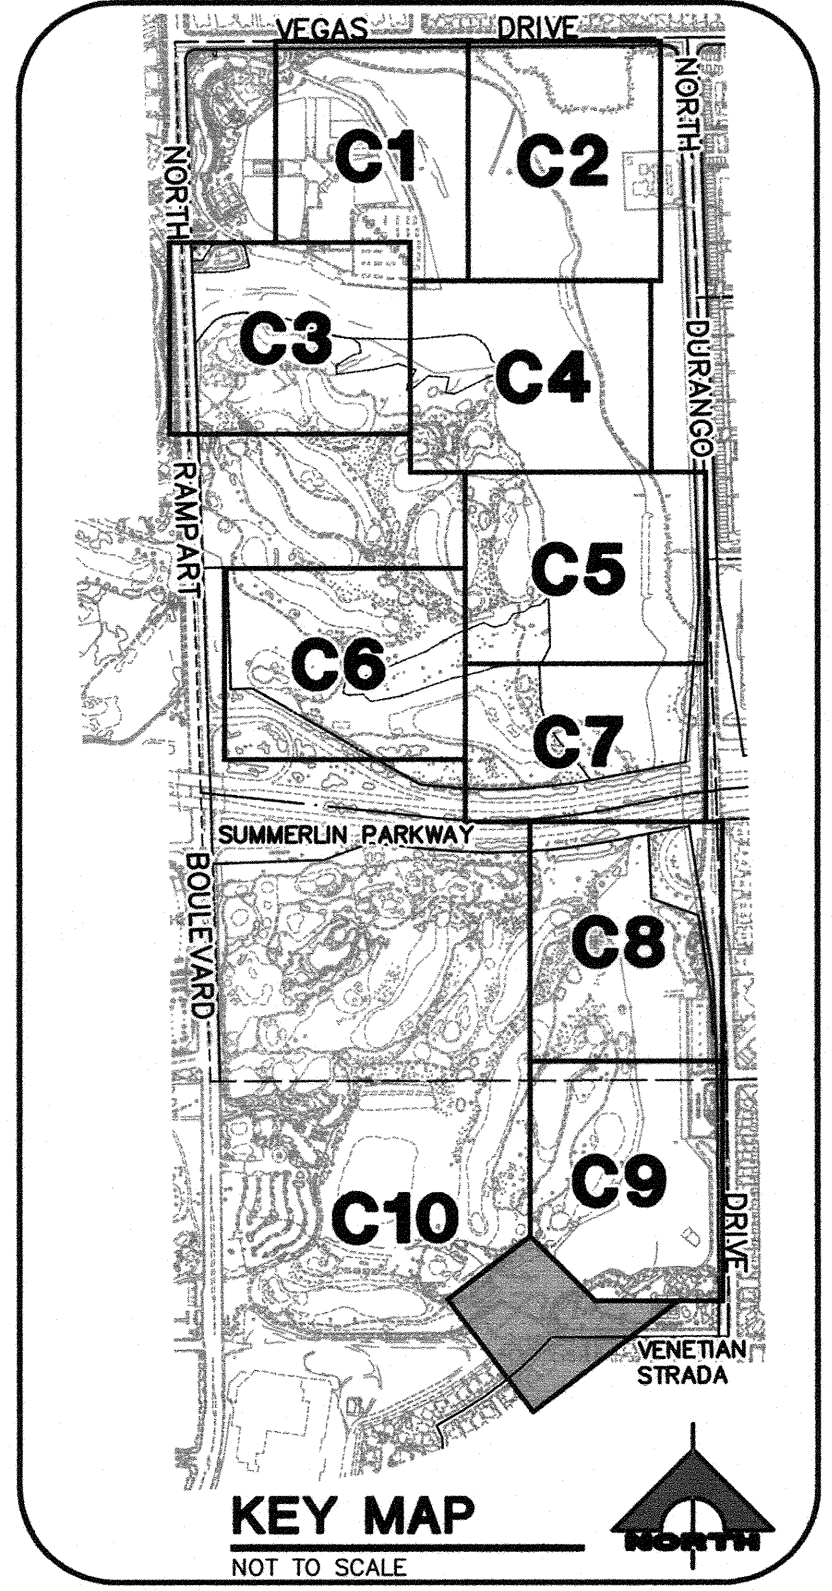 VEGAS DRIVE
NORTH
NORTH
C1
C2
C3
C4
DURANGO
RAMPART
C5
C6
C7
SUMMERLIN PARKWAY
BOULEVARD
C8
C9
C10
DRIVE
VENETIAN
STRADA
KEY MAP
NOT TO SCALE
NORTH